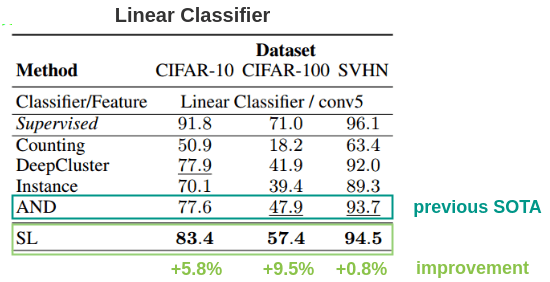 Linear Classifier
Dataset
Method CIFAR-10 CIFAR-100 SVHN
Classifier/Feature Linear Classifier / conv5
Supervised 91.8 71.0 96.1
Counting 50.9 18.2 63.4
DeepCluster 77.9 41.9 92.0
Instance 70.1 39.4 89.3
AND 77.6 47.9 93.7 previous SOTA
SL 83.4 57.4 94.5
+5.8% +9.5% +0.8% improvement